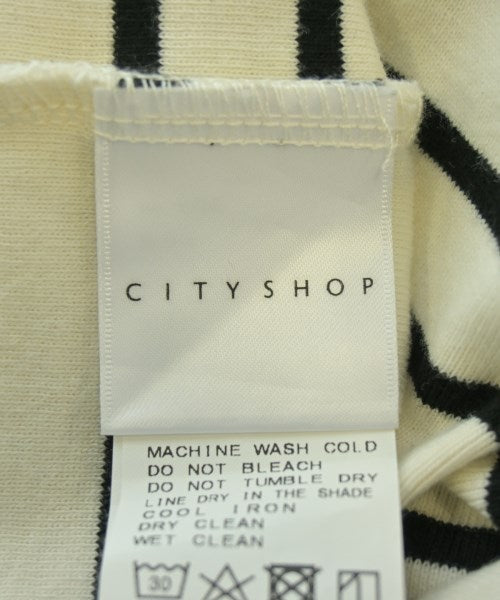 CITYSHOP
MACHINE WASH COLD
DO NOT BLEACH
DO NOT TUMBLE DRY
LINE DRY IN THE SHADE
COOL IRON
DRY CLEAN
WET CLEAN
30